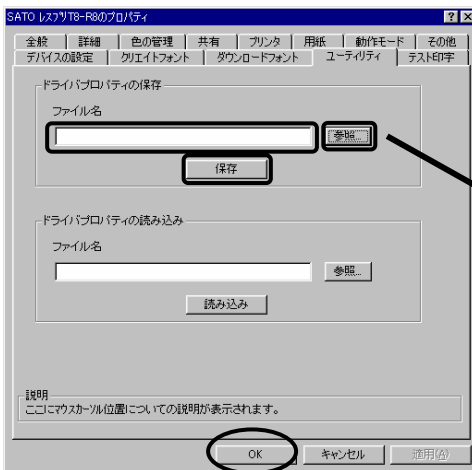 SATO レスプリT8-R8のプロパティ
全般 詳細 色の管理 共有 プリンタ 用紙 動作モード その他
デバイスの設定 クリエイトフォント ダウンロードフォント ユーティリティ テスト印字
ドライバプロパティの保存
ファイル名
参照...
保存
ドライバプロパティの読み込み
ファイル名
参照...
読み込み
説明
ここにマウスカーソル位置についての説明が表示されます。
OK キャンセル 適用(A)